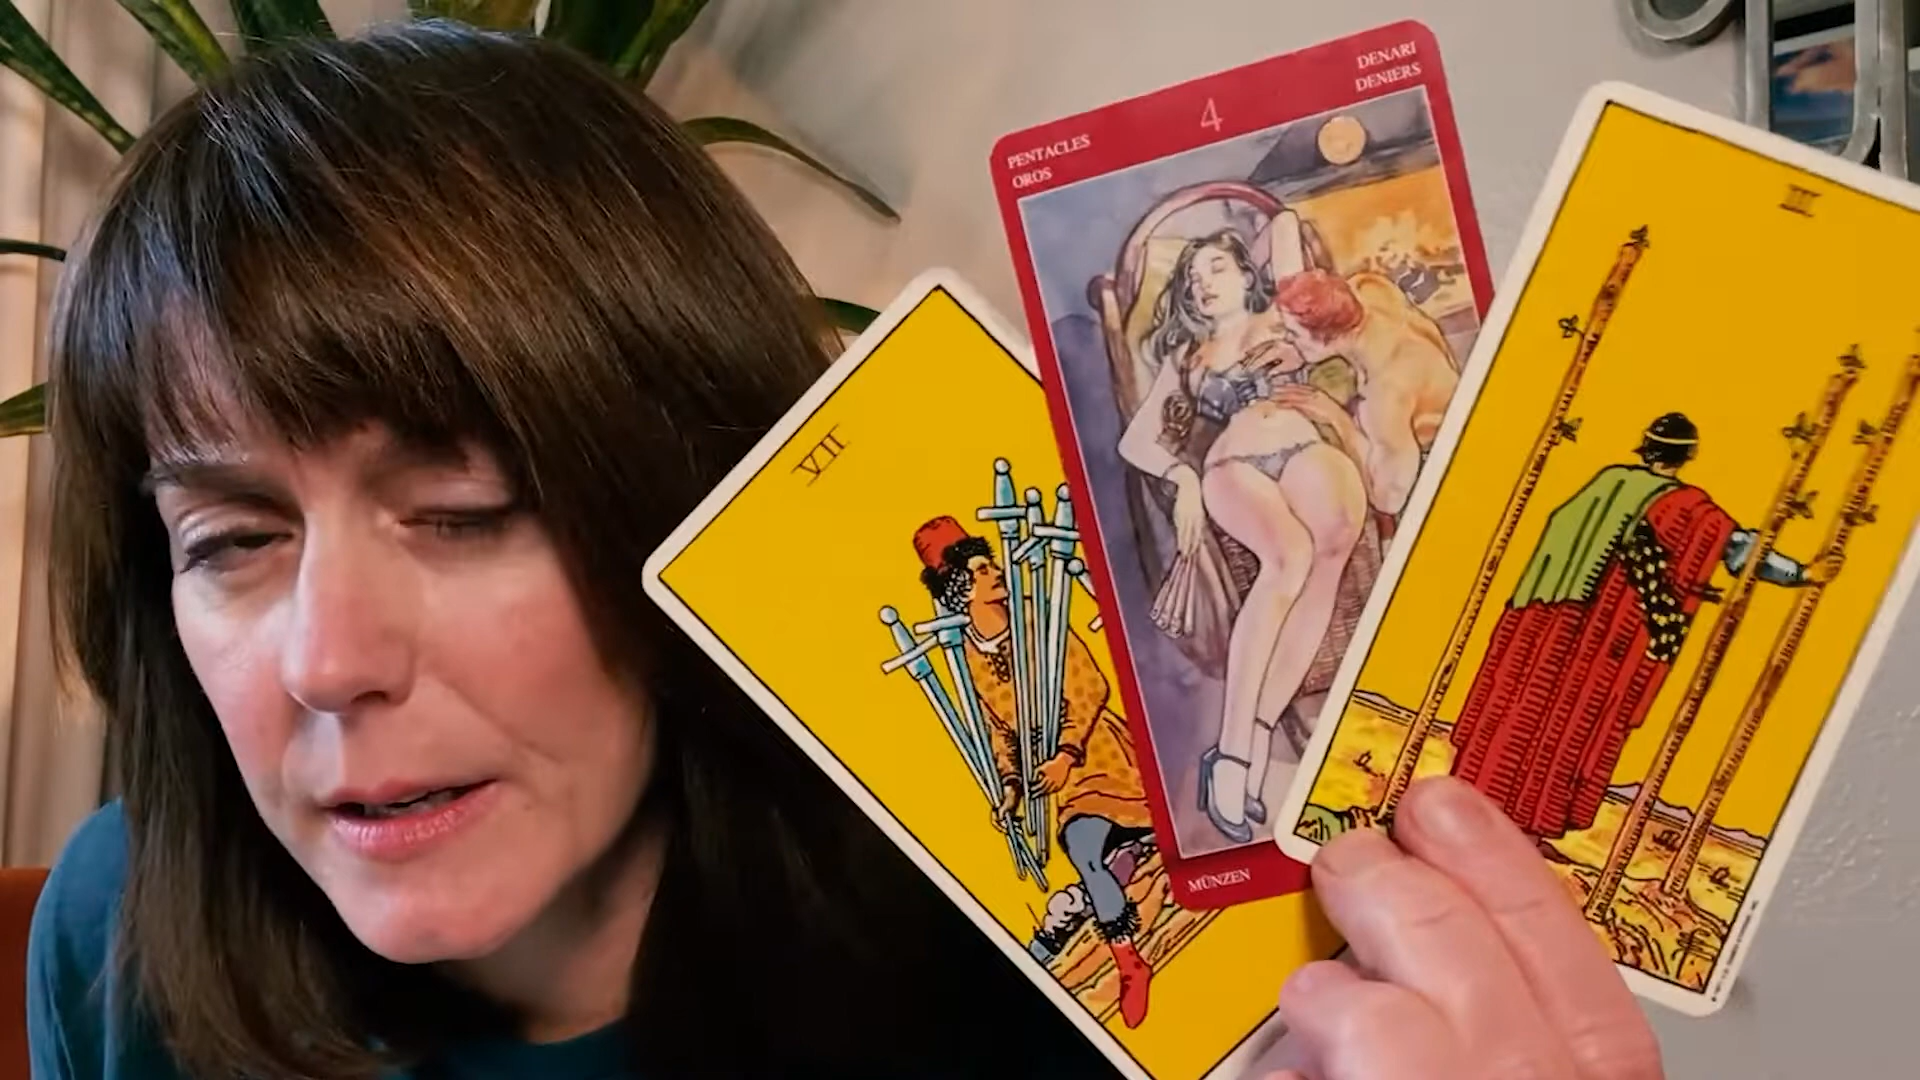 VII
PENTACLES
OROS
4
DENARI
DENIERS
MÜNZEN
III